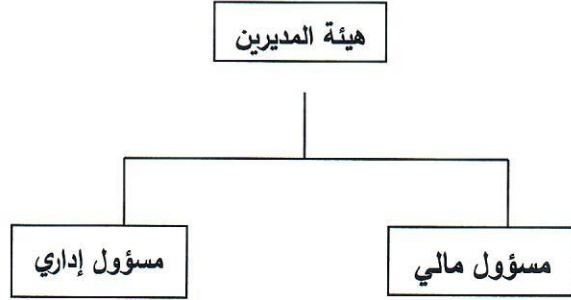 هيئة المديرين
مسؤول مالي
مسؤول إداري